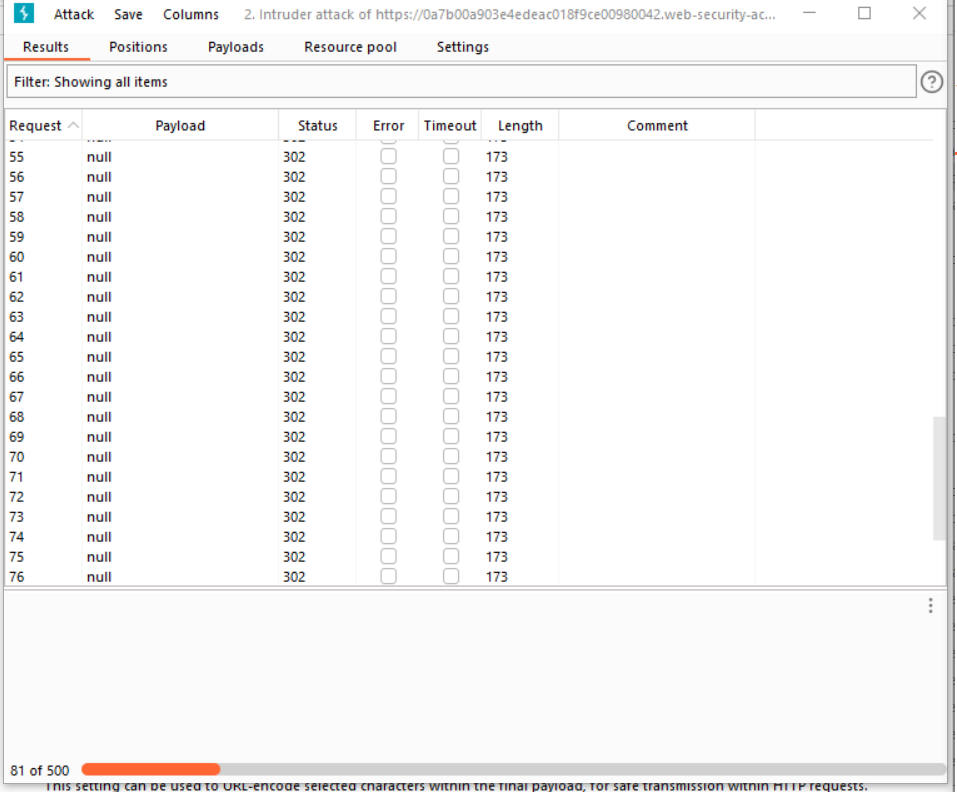 Attack Save Columns 2. Intruder attack of https://0a7b00a903e4edeac018f9ce00980042.web-security-ac...
Results Positions Payloads Resource pool Settings
Filter: Showing all items
Request Payload Status Error Timeout Length Comment
55 null 302 173
56 null 302 173
57 null 302 173
58 null 302 173
59 null 302 173
60 null 302 173
61 null 302 173
62 null 302 173
63 null 302 173
64 null 302 173
65 null 302 173
66 null 302 173
67 null 302 173
68 null 302 173
69 null 302 173
70 null 302 173
71 null 302 173
72 null 302 173
73 null 302 173
74 null 302 173
75 null 302 173
76 null 302 173
81 of 500
This setting can be used to URL-encode selected characters within the final payload, for safe transmission within HTTP requests.